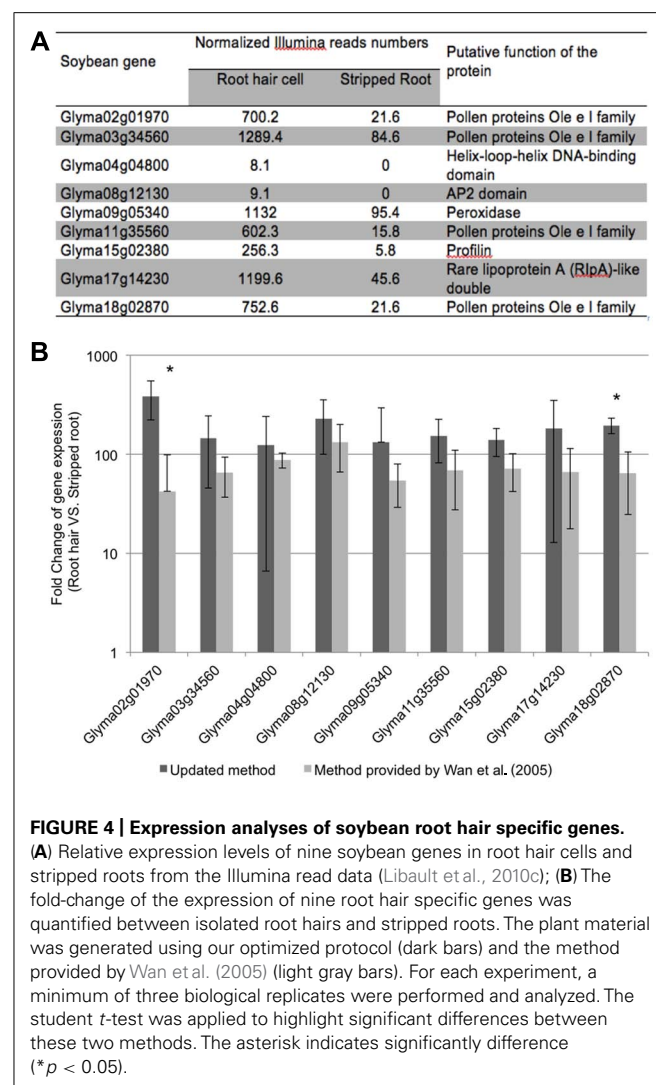 A
Soybean gene
Normalized Illumina reads numbers
Putative function of the
protein
Root hair cell
Stripped Root
Glyma02g01970 700.2 21.6 Pollen proteins Ole e I family
Glyma03g34560 1289.4 84.6 Pollen proteins Ole e I family
Glyma04g04800 8.1 0 Helix-loop-helix DNA-binding
domain
Glyma08g12130 9.1 0 AP2 domain
Glyma09g05340 1132 95.4 Peroxidase
Glyma11g35560 602.3 15.8 Pollen proteins Ole e I family
Glyma15g02380 256.3 5.8 Profilin
Glyma17g14230 1199.6 45.6 Rare lipoprotein A (RlpA)-like
double
Glyma18g02870 752.6 21.6 Pollen proteins Ole e I family
B
Fold Change of gene expession
(Root hair VS. Stripped root)
1000
100
10
1
*
*
Glyma02g01970
Glyma03g34560
Glyma04g04800
Glyma08g12130
Glyma09g05340
Glyma11g35560
Glyma15g02380
Glyma17g14230
Glyma18g02870
Updated method
Method provided by Wan et al. (2005)
FIGURE 4 | Expression analyses of soybean root hair specific genes.
(A) Relative expression levels of nine soybean genes in root hair cells and
stripped roots from the Illumina read data (Libault et al., 2010c); (B) The
fold-change of the expression of nine root hair specific genes was
quantified between isolated root hairs and stripped roots. The plant material
was generated using our optimized protocol (dark bars) and the method
provided by Wan et al. (2005) (light gray bars). For each experiment, a
minimum of three biological replicates were performed and analyzed. The
student t-test was applied to highlight significant differences between
these two methods. The asterisk indicates significantly difference
(*p < 0.05).